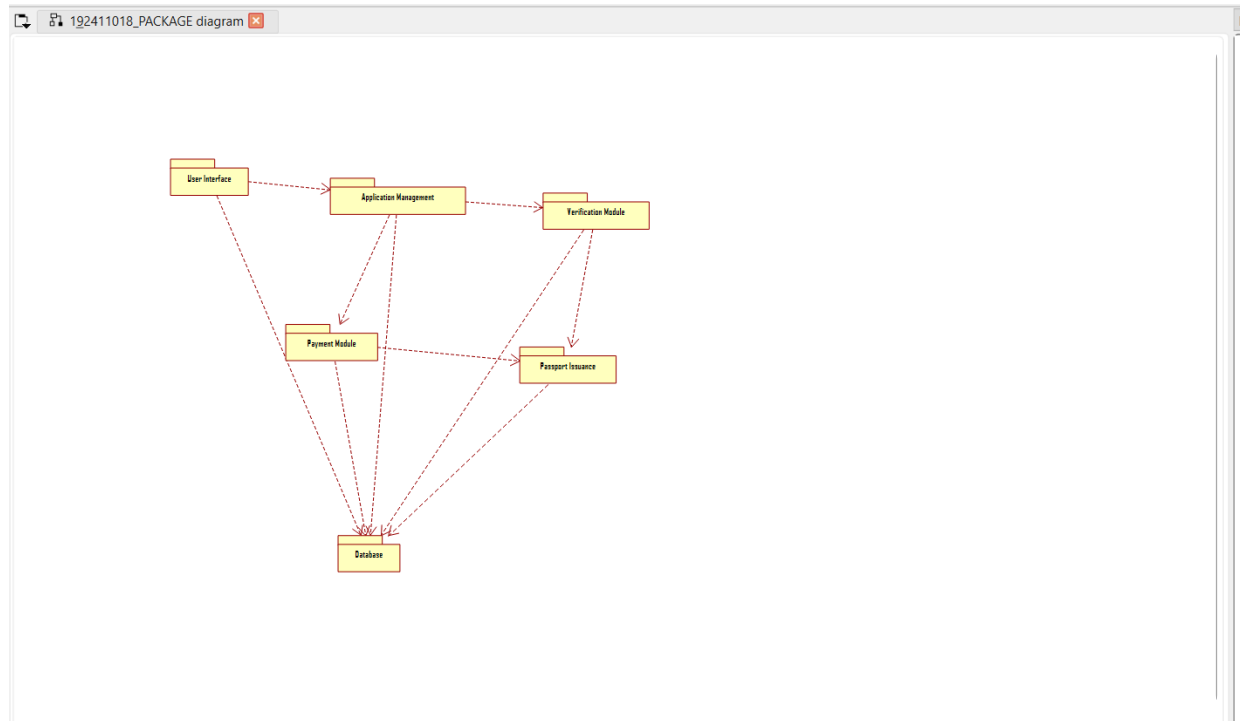 192411018_PACKAGE diagram
User Interface
Application Management
Verification Module
Payment Module
Passport Issuance
Database